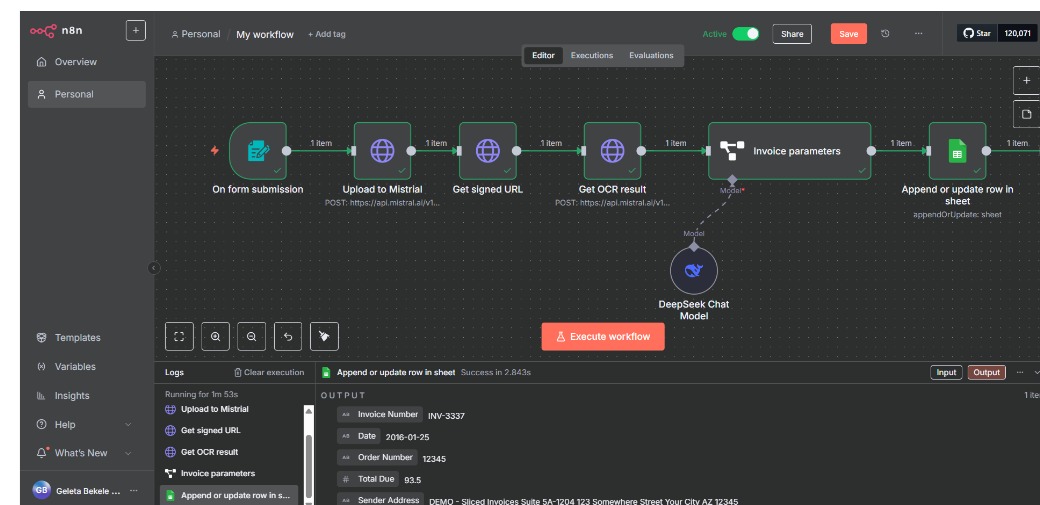 n8n
+
Personal / My workflow + Add tag
Active
Share
Save
...
Star 120,071
Editor Executions Evaluations
Overview
Personal
+
1 item
1 item
1 item
1 item
1 item
1 item
Invoice parameters
On form submission
Upload to Mistrial
POST: https://api.mistral.ai/v1...
Get signed URL
Get OCR result
POST: https://api.mistral.ai/v1...
Model*
Append or update row in
sheet
appendOrUpdate: sheet
Model
DeepSeek Chat
Model
Execute workflow
Templates
Variables
Insights
Help
What's New
GB Geleta Bekele ... ...
Logs
Clear execution
Running for 1m 53s
Upload to Mistrial
Get signed URL
Get OCR result
Invoice parameters
Append or update row in s...
Append or update row in sheet Success in 2.843s
Input Output ...
OUTPUT
1 ite
Invoice Number INV-3337
Date 2016-01-25
Order Number 12345
# Total Due 93.5
Sender Address DEMO - Sliced Invoices Suite 5A-1204 123 Somewhere Street Your City AZ 12345